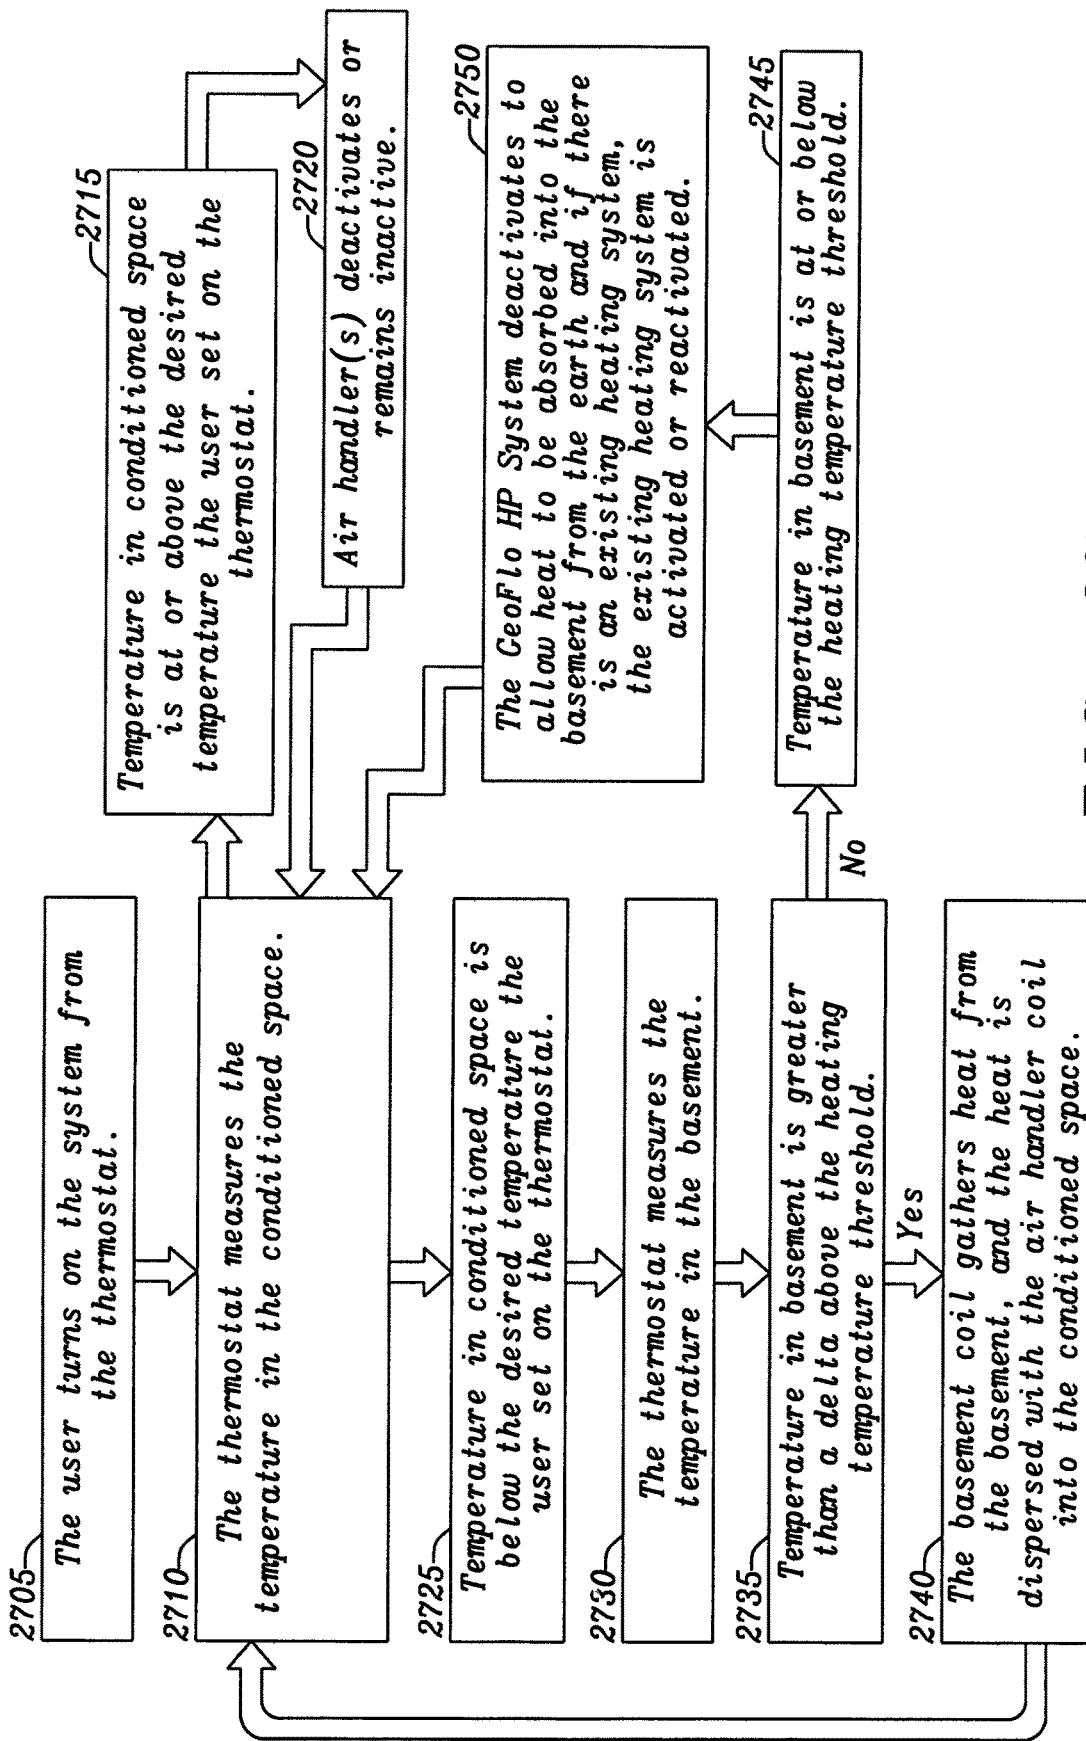 2705
The user turns on the system from
the thermostat.
2710
The thermostat measures the
temperature in the conditioned space.
2715
Temperature in conditioned space
is at or above the desired
temperature the user set on the
thermostat.
2720
Air handler(s) deactivates or
remains inactive.
2725
Temperature in conditioned space is
below the desired temperature the
user set on the thermostat.
2730
The thermostat measures the
temperature in the basement.
2735
Temperature in basement is greater
than a delta above the heating
temperature threshold.
Yes
No
2740
The basement coil gathers heat from
the basement, and the heat is
dispersed with the air handler coil
into the conditioned space.
2745
Temperature in basement is at or below
the heating temperature threshold.
2750
The GeoFlo HP System deactivates to
allow heat to be absorbed into the
basement from the earth and if there
is an existing heating system,
the existing heating system is
activated or reactivated.